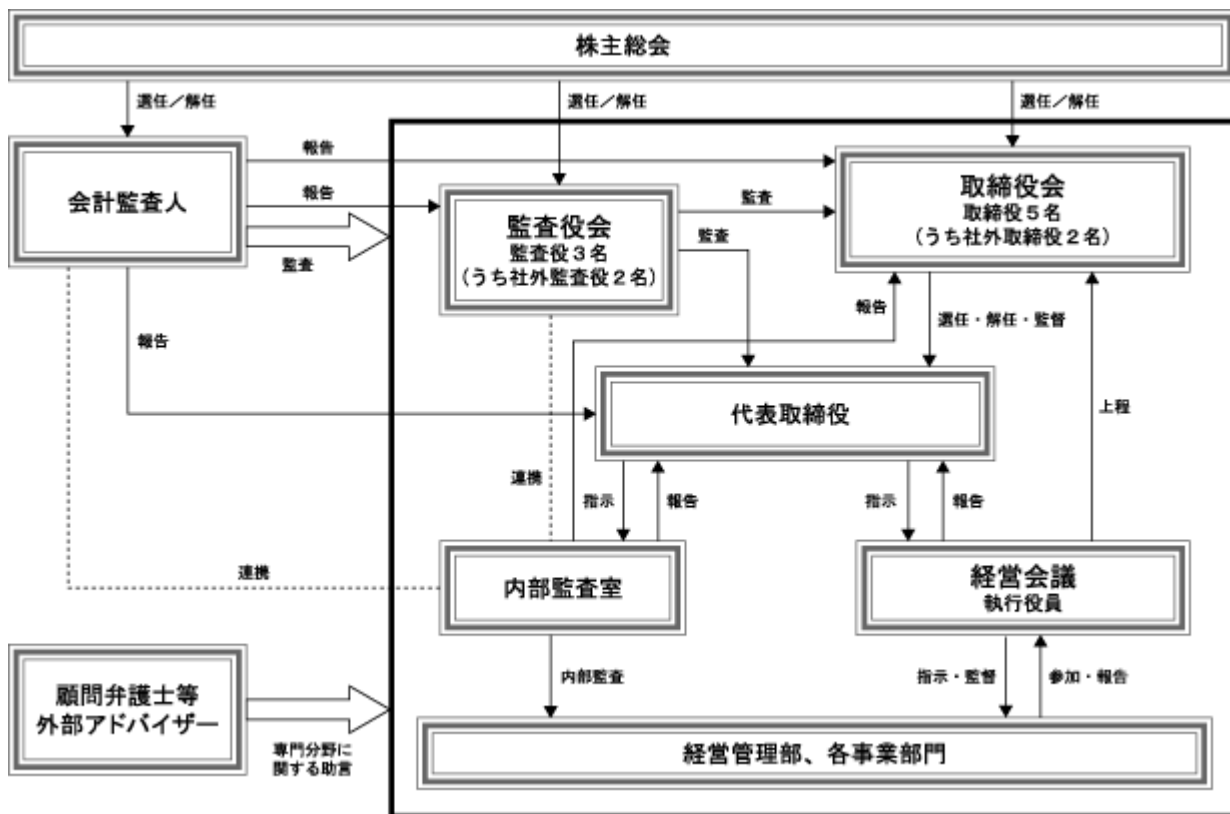 株主総会
選任／解任
選任／解任
選任／解任
会計監査人
報告
報告
監査
監査役会
監査役３名
（うち社外監査役２名）
監査
監査
取締役会
取締役５名
（うち社外取締役２名）
報告
報告
選任・解任・監督
代表取締役
上程
連携
指示
報告
指示
報告
連携
内部監査室
経営会議
執行役員
顧問弁護士等
外部アドバイザー
専門分野に
関する助言
内部監査
指示・監督
参加・報告
経営管理部、各事業部門